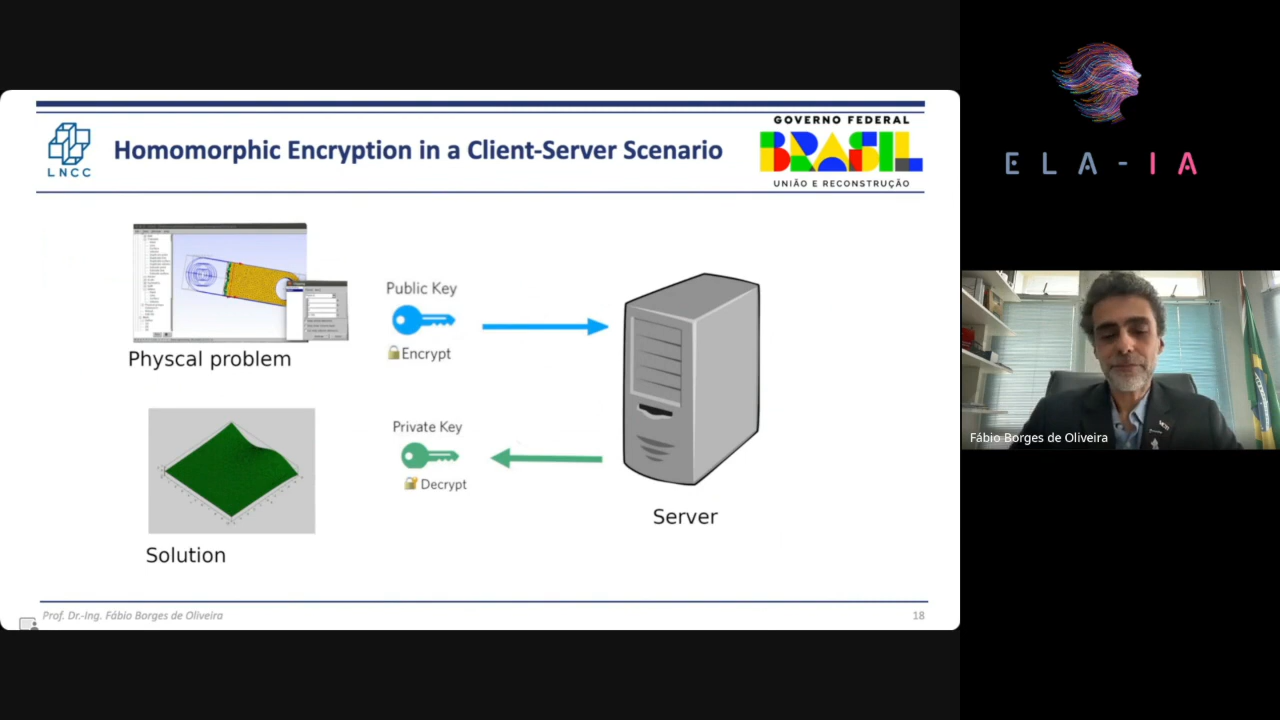 LNCC
Homomorphic Encryption in a Client-Server Scenario
GOVERNO FEDERAL
BRASIL
UNIÃO E RECONSTRUÇÃO
Public Key
Encrypt
Physcal problem
Private Key
Decrypt
Server
Solution
Prof. Dr.-Ing. Fábio Borges de Oliveira
18
ELA-IA
Fábio Borges de Oliveira